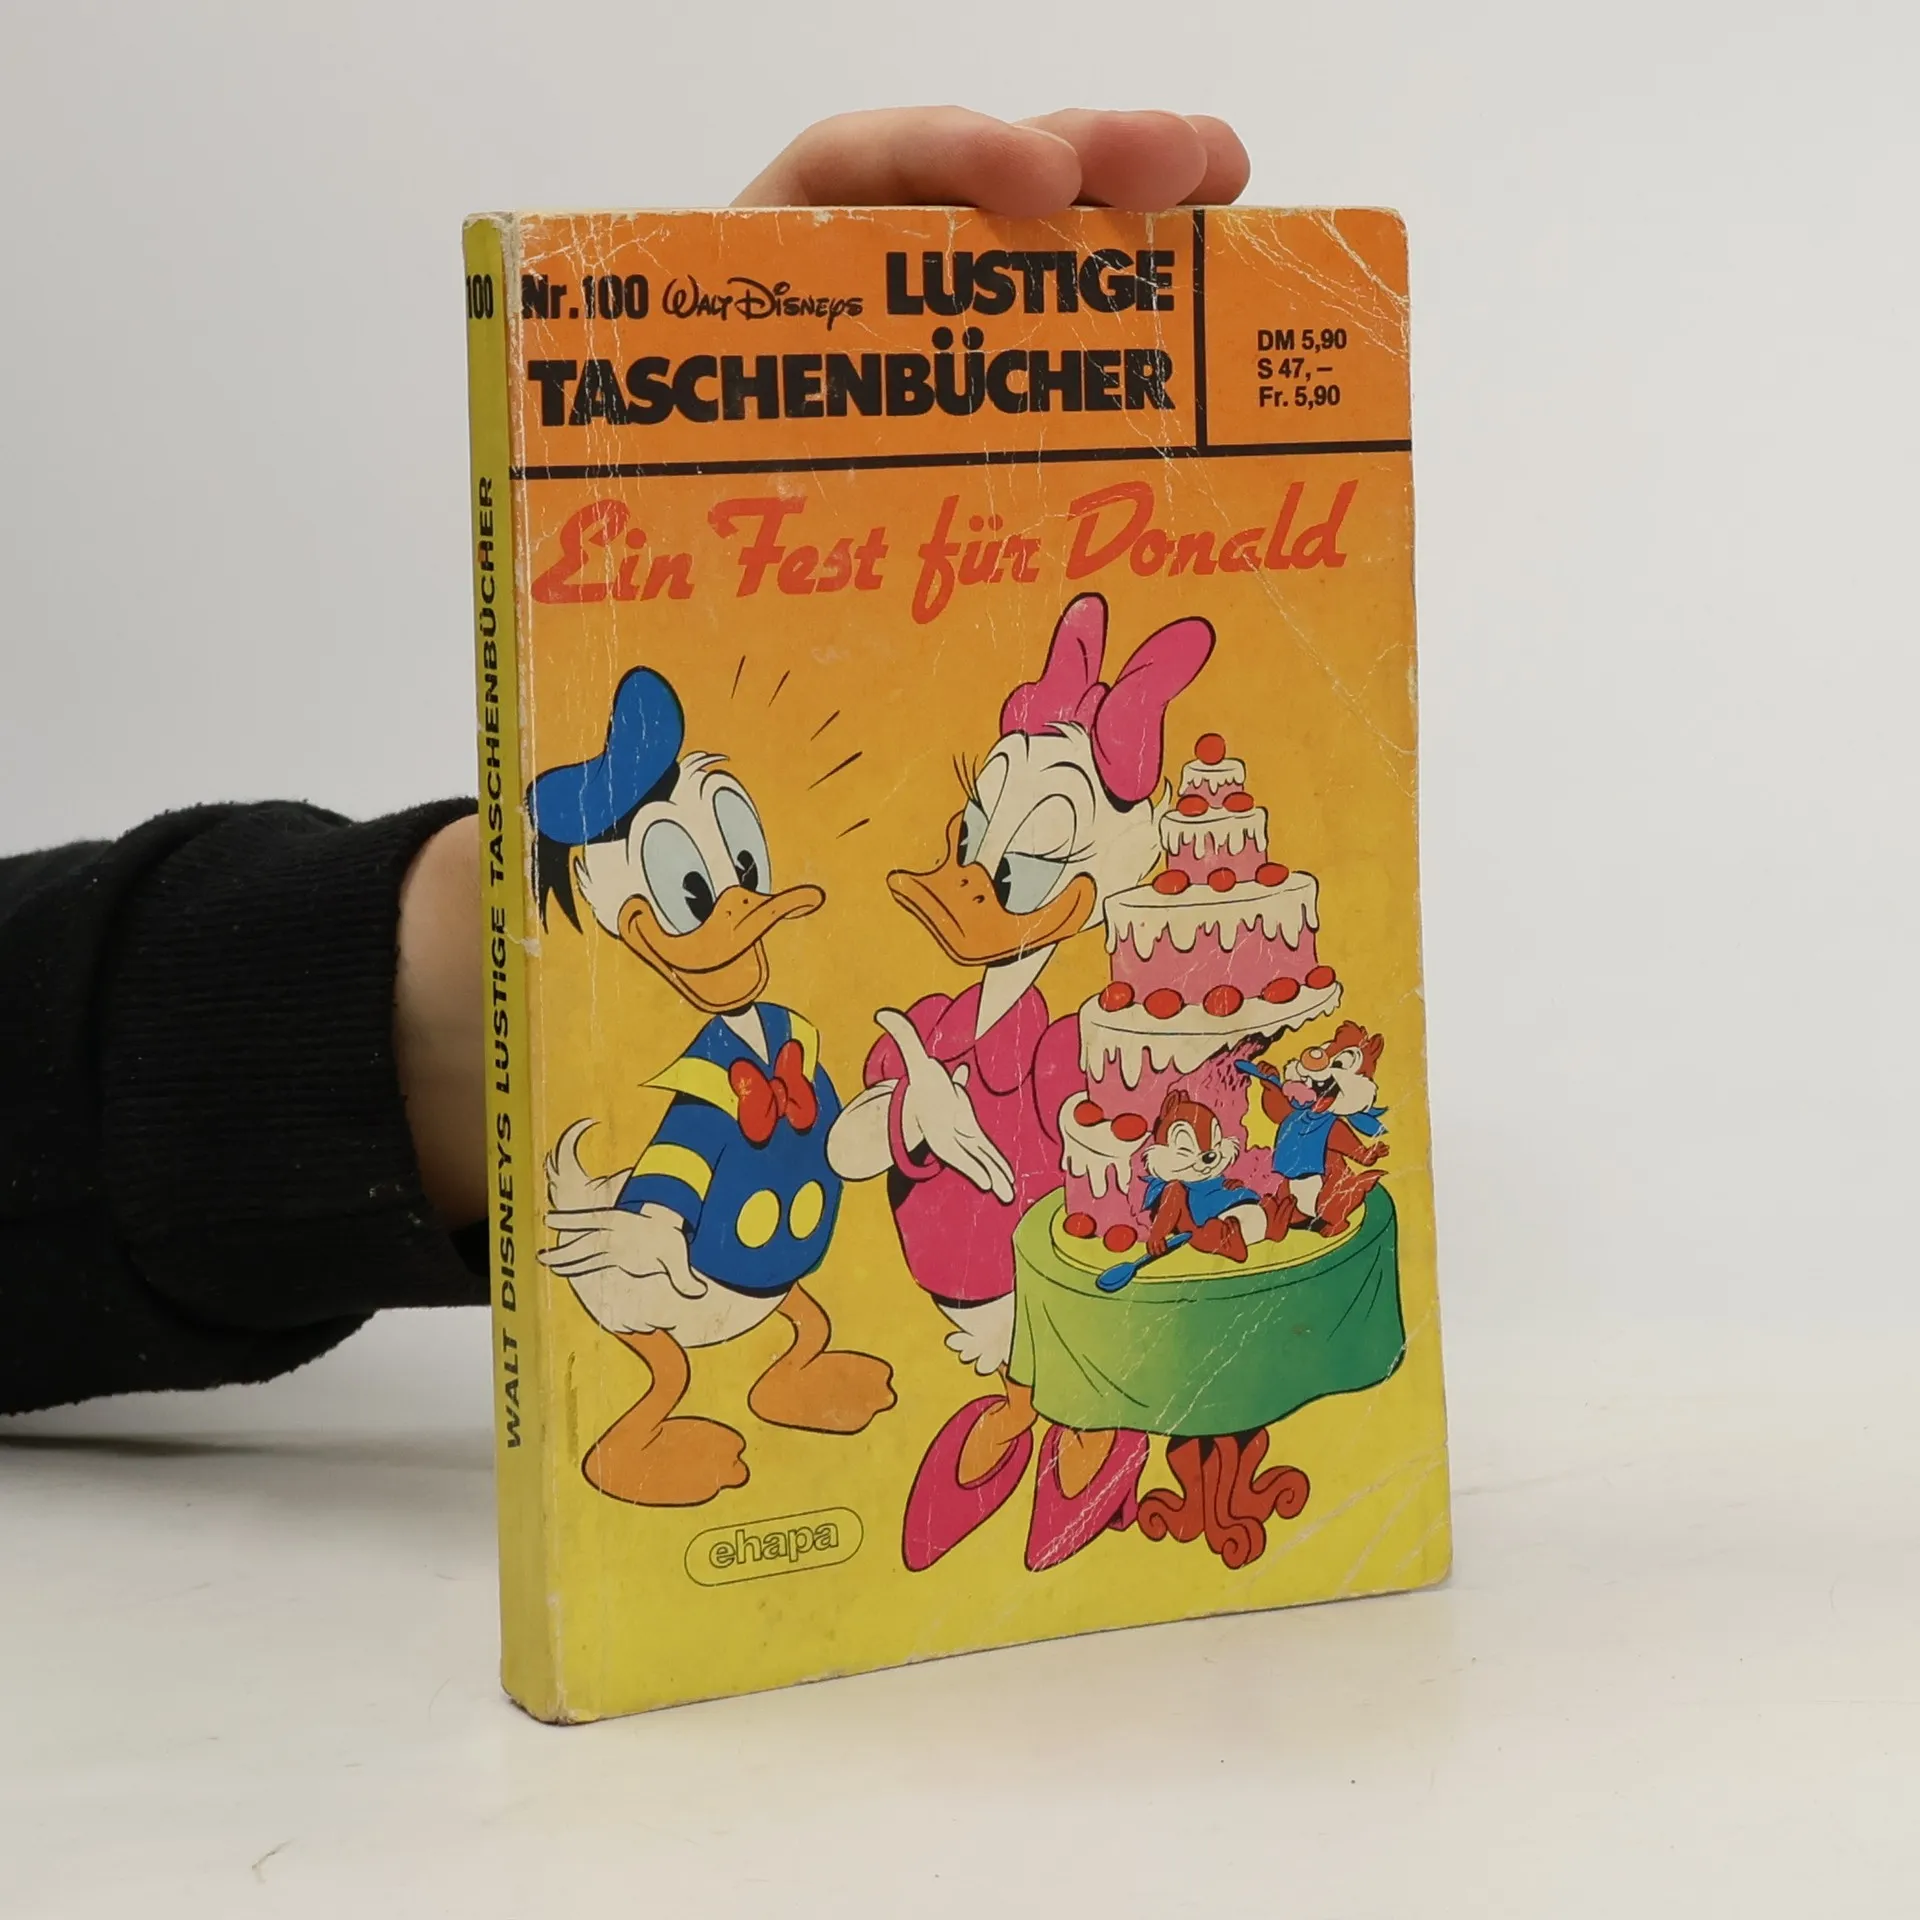 100
WALT DISNEYS LUSTIGE TASCHENBÜCHER
Nr. 100 Walt Disneys LUSTIGE
TASCHENBÜCHER
DM 5,90
S 47,–
Fr. 5,90
Ein Fest für Donald
ehapa